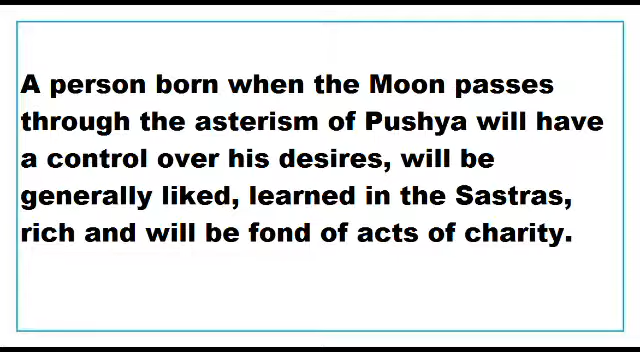 A person born when the Moon passes
through the asterism of Pushya will have
a control over his desires, will be
generally liked, learned in the Sastras,
rich and will be fond of acts of charity.